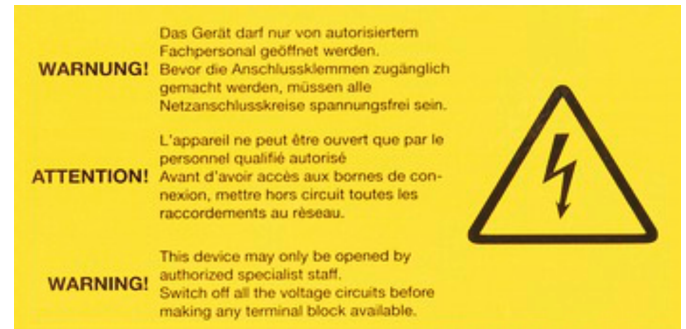 Das Gerät darf nur von autorisiertem
Fachpersonal geöffnet werden.
WARNUNG! Bevor die Anschlussklemmen zugänglich
gemacht werden, müssen alle
Netzanschlusskreise spannungsfrei sein.
L'appareil ne peut être ouvert que par le
personnel qualifié autorisé
ATTENTION! Avant d'avoir accès aux bornes de con-
nexion, mettre hors circuit toutes les
raccordements au rèseau.
This device may only be opened by
authorized specialist staff.
WARNING! Switch off all the voltage circuits before
making any terminal block available.